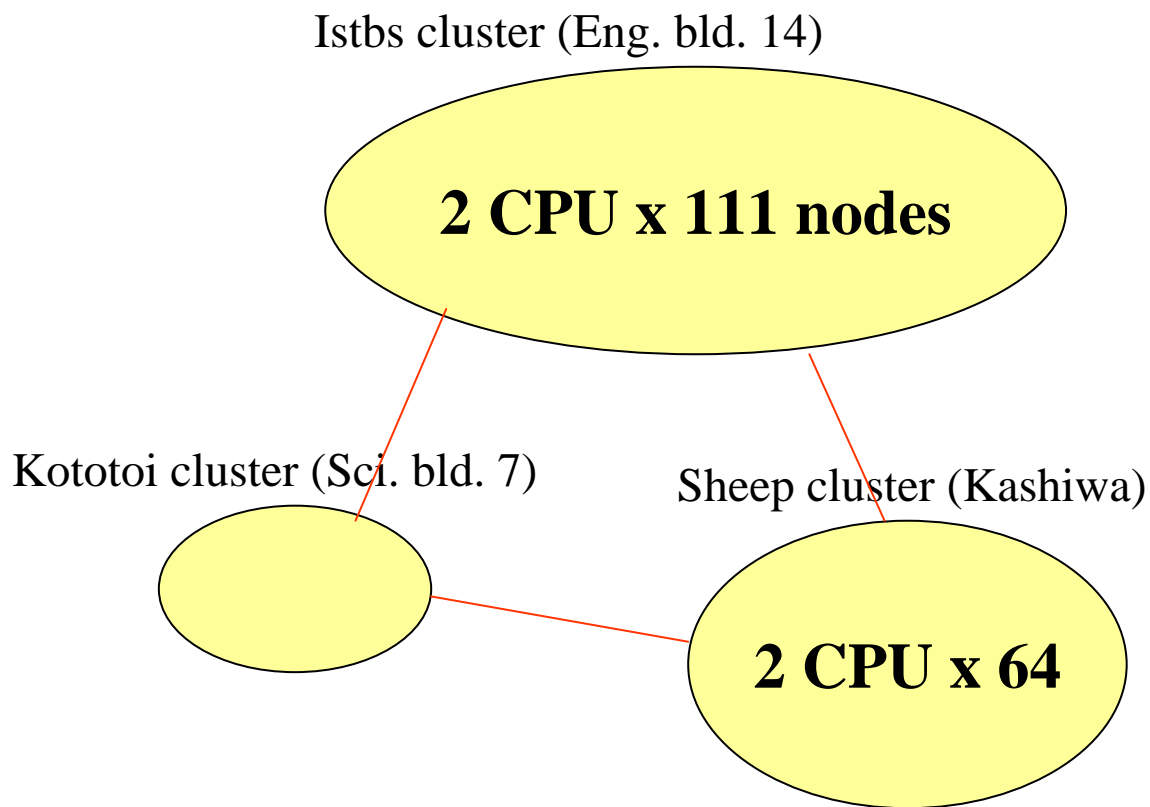 Istbs cluster (Eng. bld. 14)
2 CPU x 111 nodes
Kototoi cluster (Sci. bld. 7)
Sheep cluster (Kashiwa)
2 CPU x 64